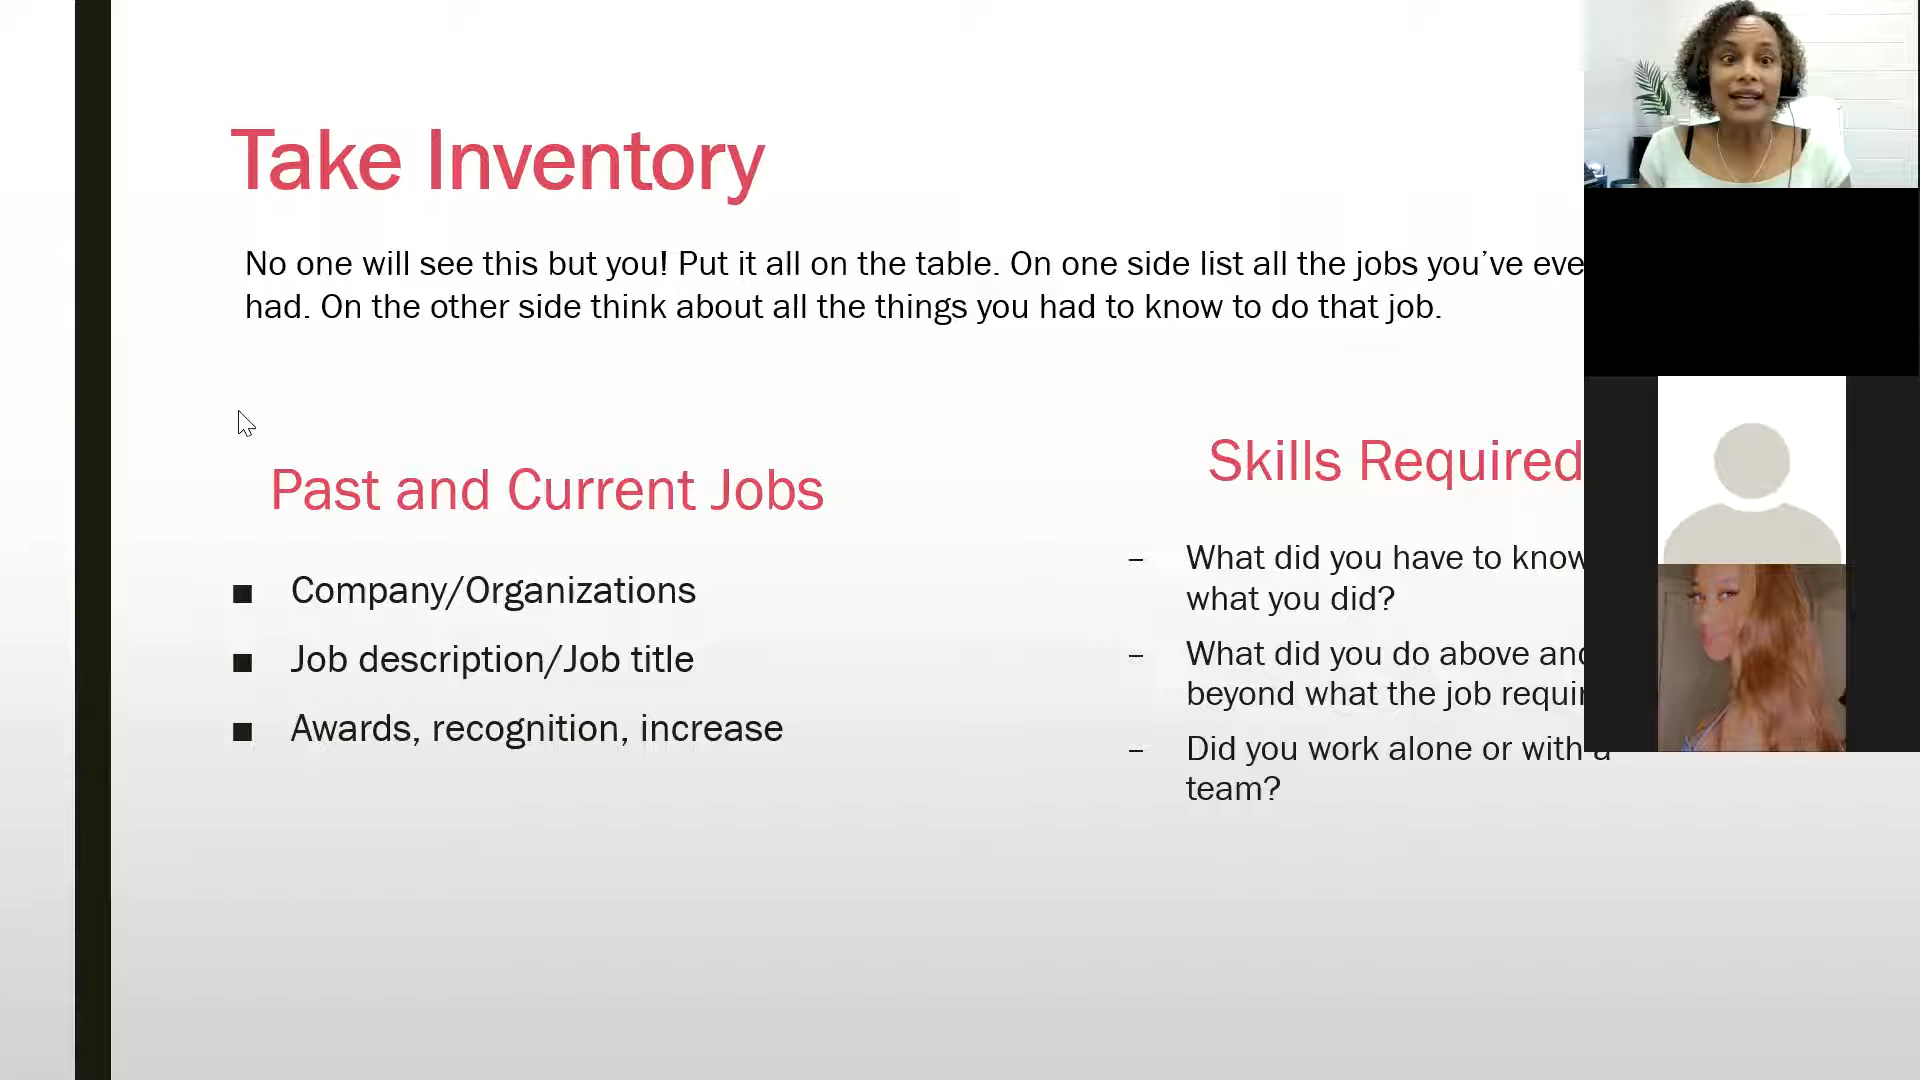 Take Inventory
No one will see this but you! Put it all on the table. On one side list all the jobs you’ve eve
had. On the other side think about all the things you had to know to do that job.
Past and Current Jobs
Skills Required
■ Company/Organizations
■ Job description/Job title
■ Awards, recognition, increase
– What did you have to know
what you did?
– What did you do above and
beyond what the job requir
– Did you work alone or with a
team?